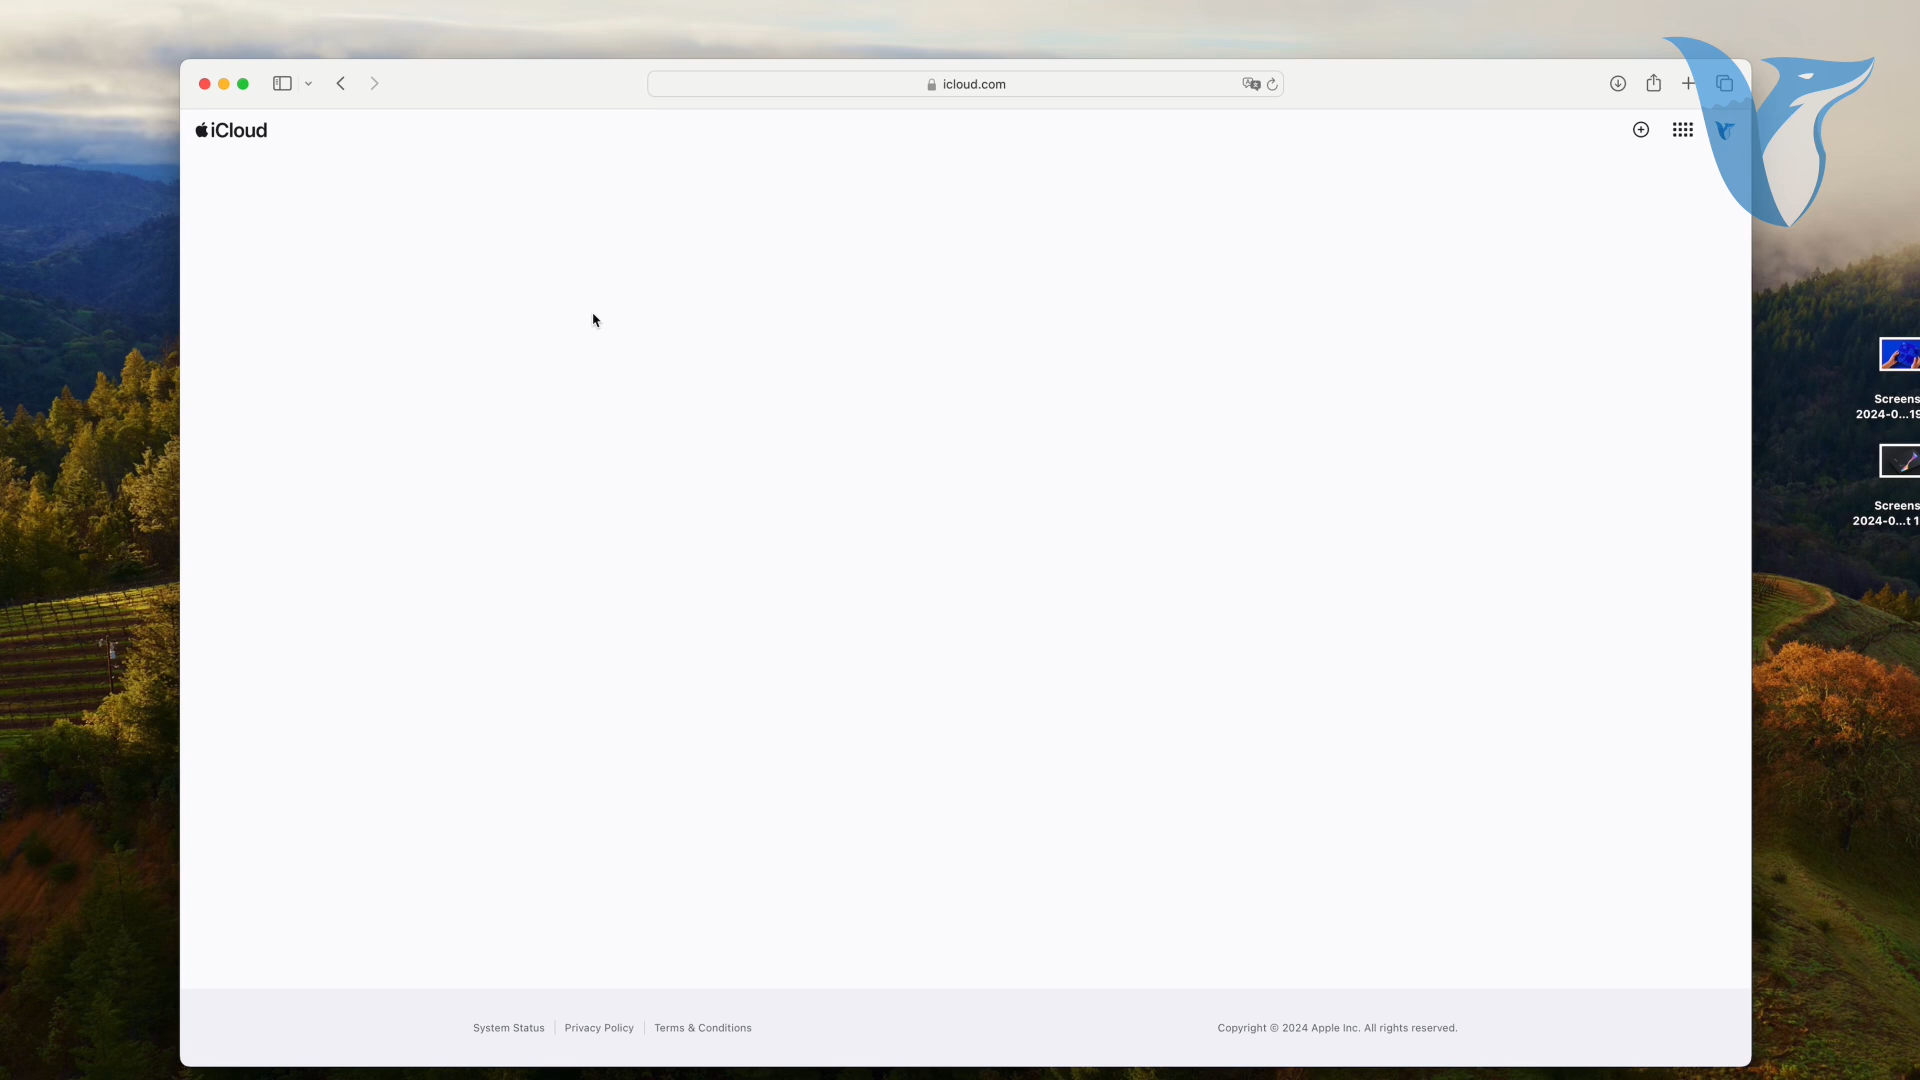 icloud.com
iCloud
Screens
2024-0...19
Screens
2024-0...t 1
System Status
Privacy Policy
Terms & Conditions
Copyright © 2024 Apple Inc. All rights reserved.